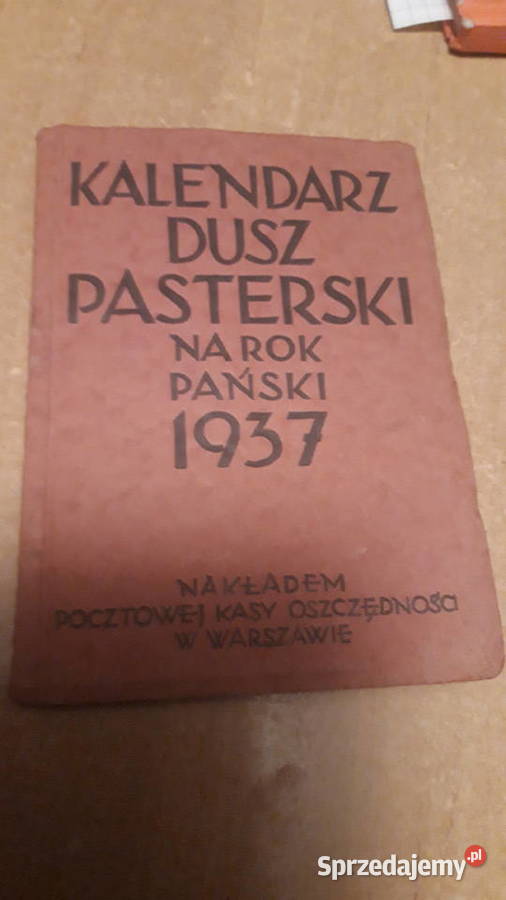 KALENDARZ
DUSZ
PASTERSKI
NA ROK
PAŃSKI
1937
NAKŁADEM
POCZTOWEJ KASY OSZCZĘDNOŚCI
W WARSZAWIE
Sprzedajemy.pl